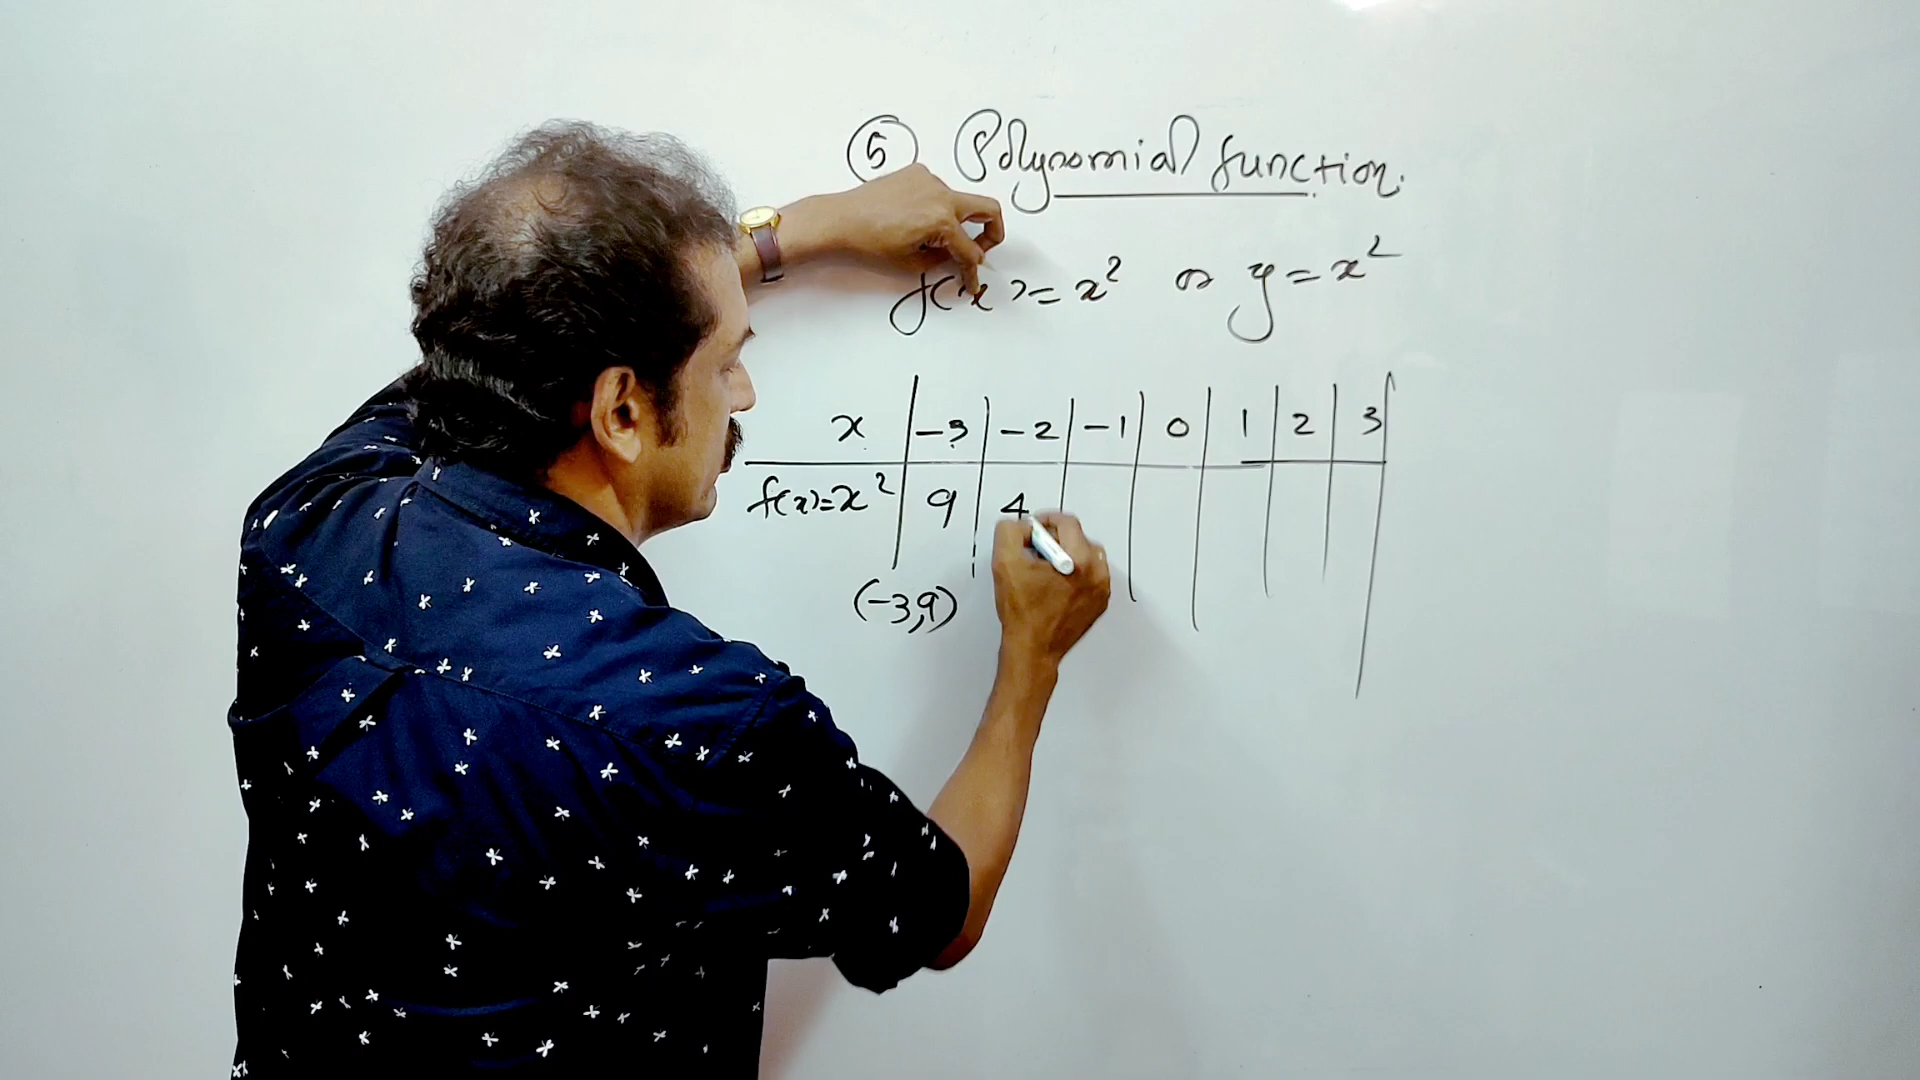 ⑤ Polynomial function.
f(x) = x² or y = x²
x | -3 | -2 | -1 | 0 | 1 | 2 | 3
f(x)=x² | 9 | 4
(-3,9)